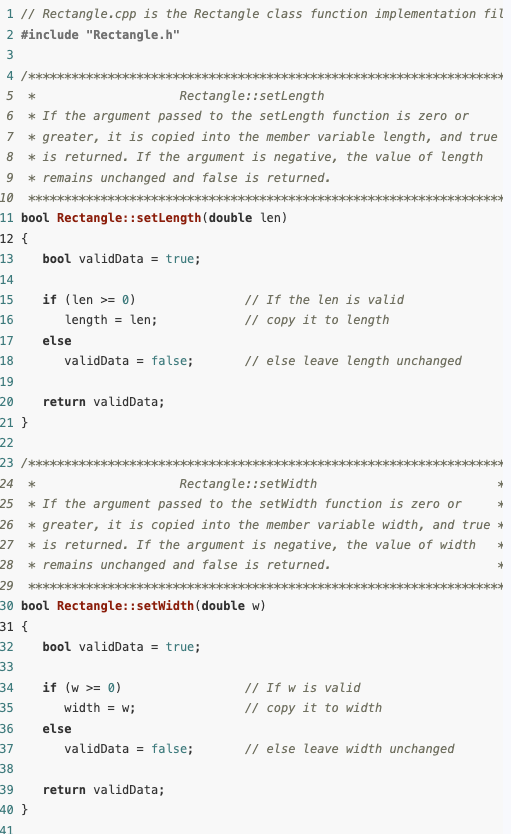 1 // Rectangle.cpp is the Rectangle class function implementation fil
2 #include "Rectangle.h"
3
4 /*******************************************************************
5  *                    Rectangle::setLength
6  * If the argument passed to the setLength function is zero or
7  * greater, it is copied into the member variable length, and true
8  * is returned. If the argument is negative, the value of length
9  * remains unchanged and false is returned.
10  ******************************************************************
11 bool Rectangle::setLength(double len)
12 {
13    bool validData = true;
14
15    if (len >= 0)               // If the len is valid
16       length = len;            // copy it to length
17    else
18       validData = false;       // else leave length unchanged
19
20    return validData;
21 }
22
23 /******************************************************************
24  *                    Rectangle::setWidth                         *
25  * If the argument passed to the setWidth function is zero or     *
26  * greater, it is copied into the member variable width, and true *
27  * is returned. If the argument is negative, the value of width   *
28  * remains unchanged and false is returned.                       *
29  ******************************************************************
30 bool Rectangle::setWidth(double w)
31 {
32    bool validData = true;
33
34    if (w >= 0)                 // If w is valid
35       width = w;               // copy it to width
36    else
37       validData = false;       // else leave width unchanged
38
39    return validData;
40 }
41